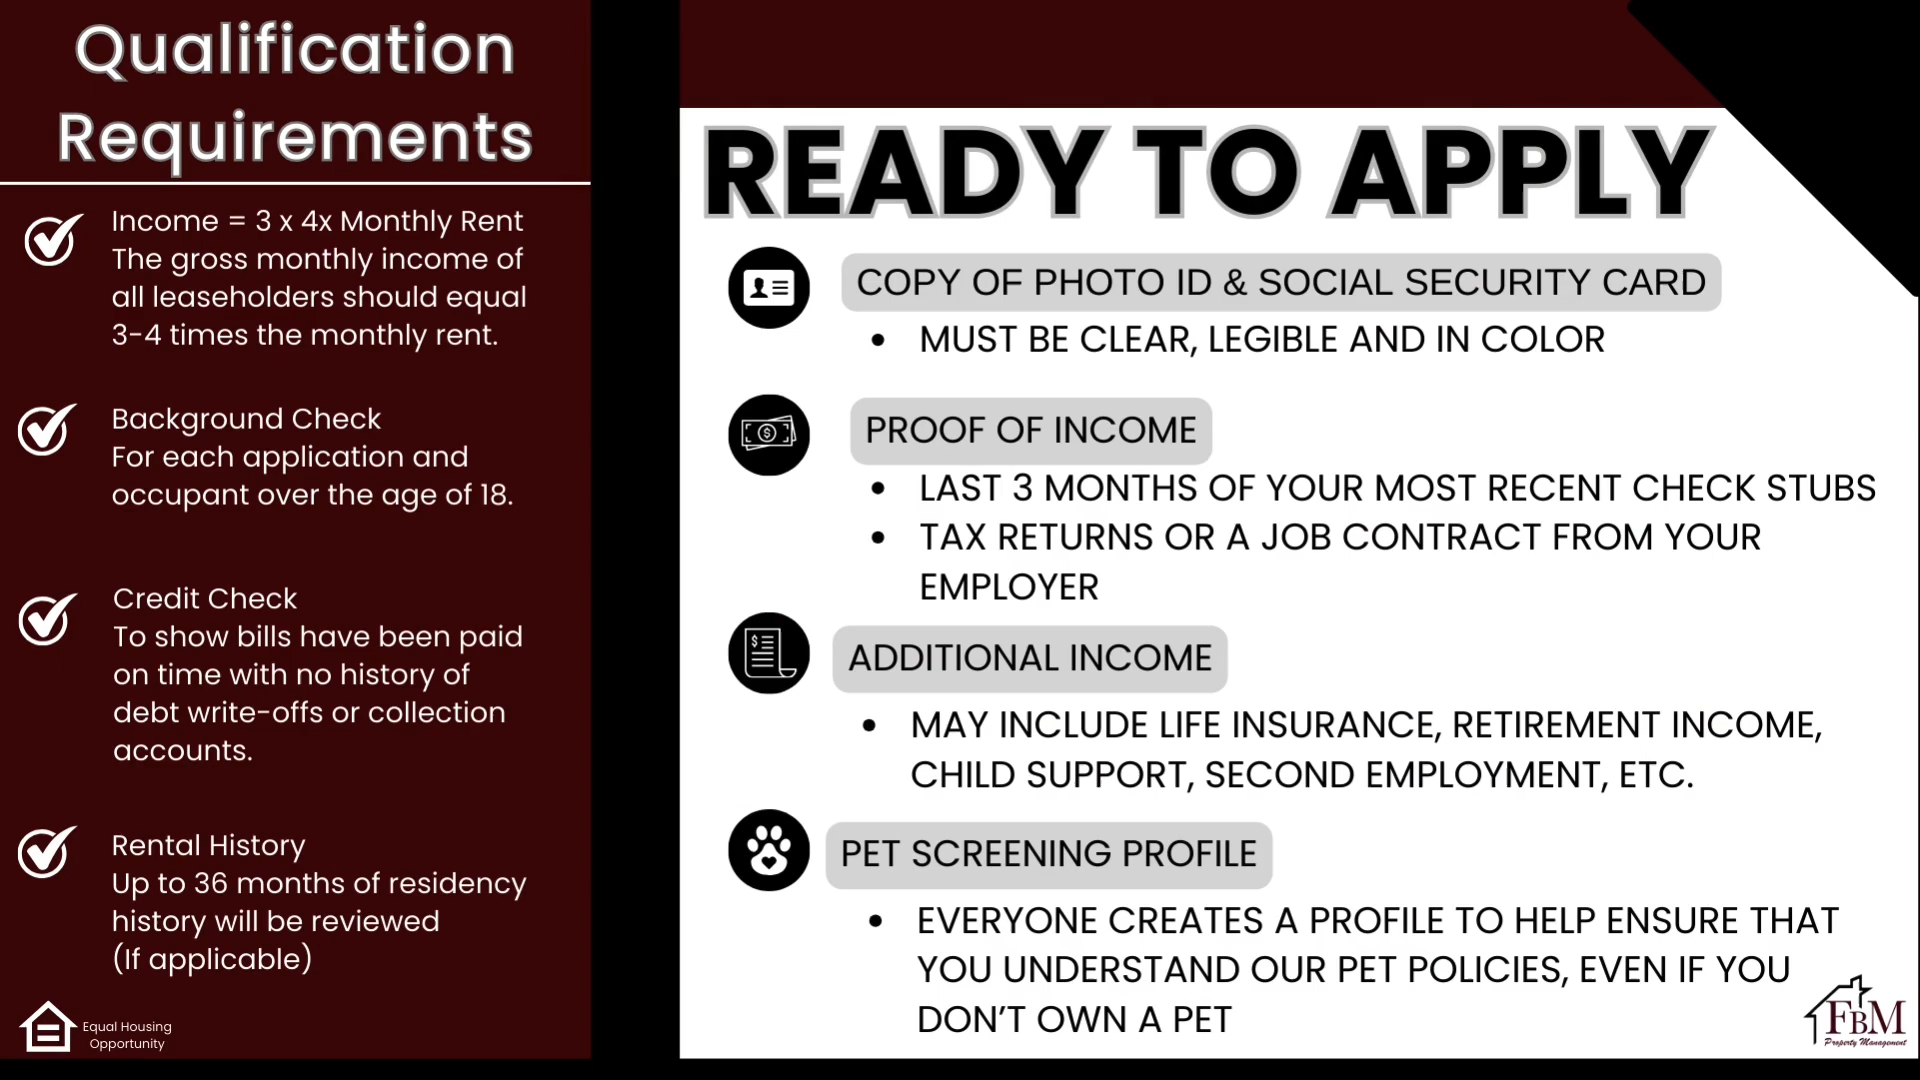 Qualification
Requirements
Income = 3 x 4x Monthly Rent
The gross monthly income of
all leaseholders should equal
3-4 times the monthly rent.
Background Check
For each application and
occupant over the age of 18.
Credit Check
To show bills have been paid
on time with no history of
debt write-offs or collection
accounts.
Rental History
Up to 36 months of residency
history will be reviewed
(If applicable)
Equal Housing
Opportunity
READY TO APPLY
COPY OF PHOTO ID & SOCIAL SECURITY CARD
• MUST BE CLEAR, LEGIBLE AND IN COLOR
PROOF OF INCOME
• LAST 3 MONTHS OF YOUR MOST RECENT CHECK STUBS
• TAX RETURNS OR A JOB CONTRACT FROM YOUR
EMPLOYER
ADDITIONAL INCOME
• MAY INCLUDE LIFE INSURANCE, RETIREMENT INCOME,
CHILD SUPPORT, SECOND EMPLOYMENT, ETC.
PET SCREENING PROFILE
• EVERYONE CREATES A PROFILE TO HELP ENSURE THAT
YOU UNDERSTAND OUR PET POLICIES, EVEN IF YOU
DON’T OWN A PET
FBM
Property Management